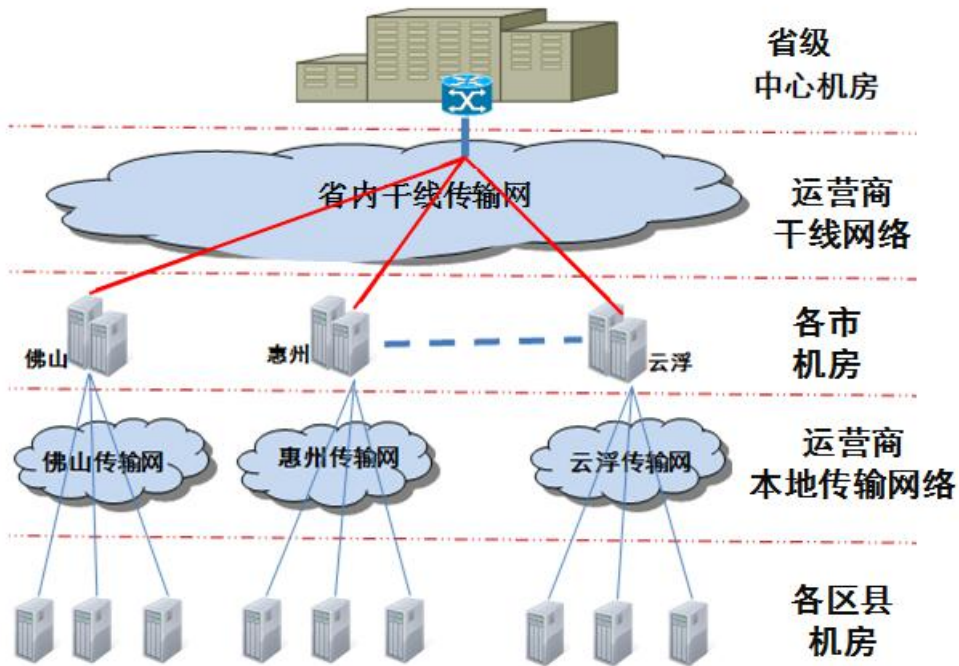 省级
中心机房
省内干线传输网
运营商
干线网络
佛山
惠州
云浮
各市
机房
佛山传输网
惠州传输网
云浮传输网
运营商
本地传输网络
各区县
机房